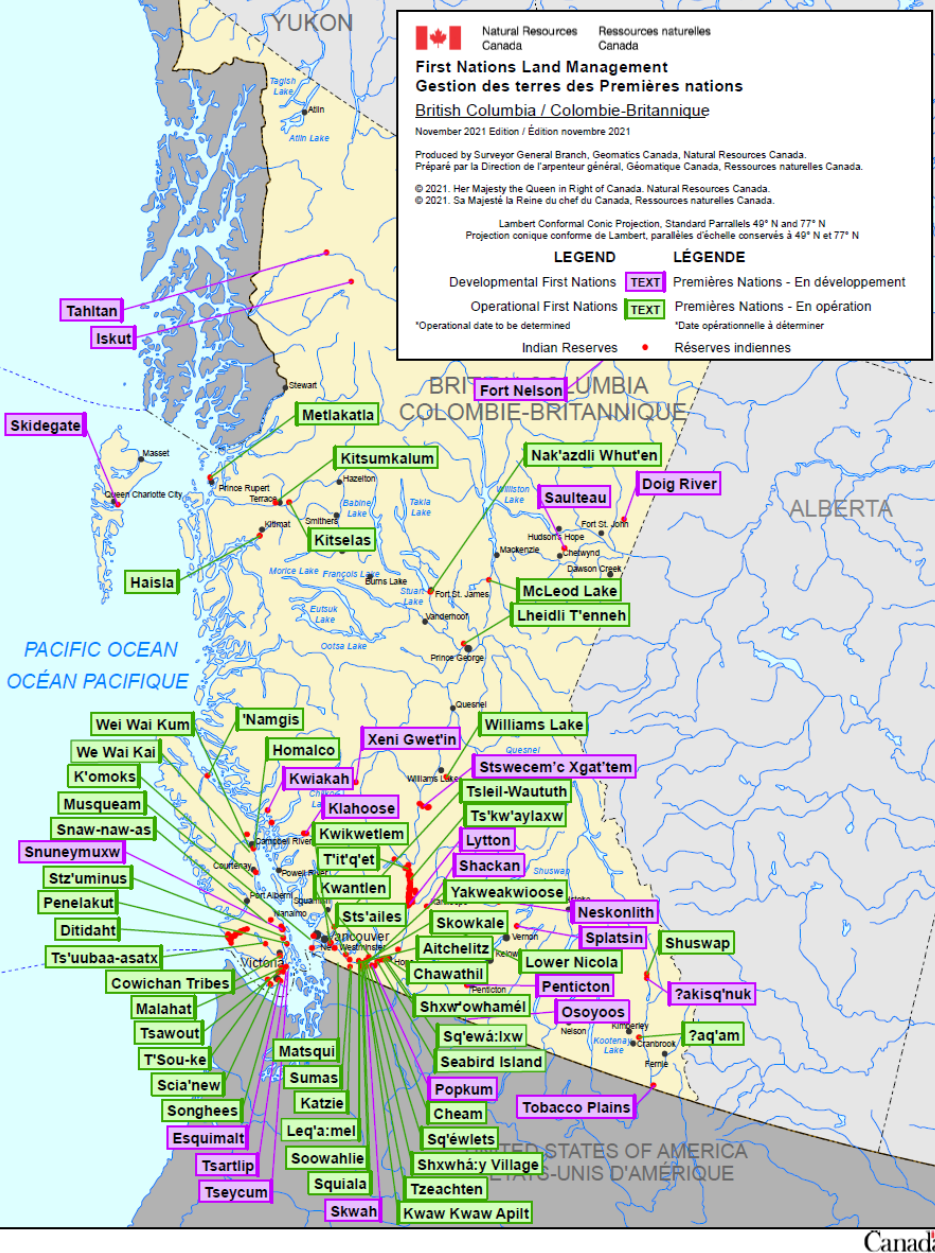 YUKON
Natural Resources
Canada
Ressources naturelles
Canada
First Nations Land Management
Gestion des terres des Premières nations
British Columbia / Colombie-Britannique
November 2021 Edition / Édition novembre 2021
Produced by Surveyor General Branch, Geomatics Canada, Natural Resources Canada.
Préparé par la Direction de l'arpenteur général, Géomatique Canada, Ressources naturelles Canada.
© 2021. Her Majesty the Queen in Right of Canada. Natural Resources Canada.
© 2021. Sa Majesté la Reine du chef du Canada, Ressources naturelles Canada.
Lambert Conformal Conic Projection, Standard Parrallels 49° N and 77° N
Projection conique conforme de Lambert, parallèles d'échelle conservés à 49° N et 77° N
LEGEND LÉGENDE
Developmental First Nations TEXT Premières Nations - En développement
Operational First Nations TEXT Premières Nations - En opération
*Operational date to be determined *Date opérationnelle à déterminer
Indian Reserves Réserves indiennes
Tagish
Lake
Atlin
Atlin Lake
Tahltan
Iskut
Stewart
BRITISH COLUMBIA
COLOMBIE-BRITANNIQUE
Fort Nelson
Metlakatla
Skidegate
Masset
Queen Charlotte City
Kitsumkalum
Nak'azdli Whut'en
Doig River
Saulteau
ALBERTA
Prince Rupert
Terrace
Hazelton
Babine
Lake
Takla
Lake
Williston
Lake
Smithers
Kitimat
Kitselas
Fort St. John
Hudson's Hope
Mackenzie
Chetwynd
Dawson Creek
Haisla
Morice Lake
François Lake
Burns Lake
Stuart
Lake
Fort St. James
McLeod Lake
Eutsuk
Lake
Vanderhoof
Lheidli T'enneh
Ootsa Lake
Prince George
PACIFIC OCEAN
OCÉAN PACIFIQUE
Quesnel
Wei Wai Kum
'Namgis
Williams Lake
We Wai Kai
Homalco
Xeni Gwet'in
Quesnel
K'omoks
Kwiakah
Williams Lake
Stswecem'c Xgat'tem
Musqueam
Klahoose
Tsleil-Waututh
Snaw-naw-as
Kwikwetlem
Ts'kw'aylaxw
Campbell River
Snuneymuxw
T'it'q'et
Lytton
Courtenay
Powell River
Shackan
Shuswap
Stz'uminus
Kwantlen
Yakweakwioose
Penelakut
Port Alberni
Squamish
Nanaimo
Sts'ailes
Skowkale
Neskonlith
Ditidaht
Vancouver
New Westminster
Vernon
Splatsin
Shuswap
Ts'uubaa-asatx
Victoria
Hope
Aitchelitz
Lower Nicola
Cowichan Tribes
Chawathil
Penticton
Penticton
?akisq'nuk
Malahat
Shxw'owhamél
Osoyoos
Tsawout
Sq'ewá:lxw
Nelson
Kimberley
Kootenay
Lake
Cranbrook
?aq'am
T'Sou-ke
Matsqui
Seabird Island
Fernie
Scia'new
Sumas
Popkum
Songhees
Katzie
Cheam
Tobacco Plains
Esquimalt
Leq'a:mel
Sq'éwlets
Tsartlip
Soowahlie
Shxwhá:y Village
UNITED STATES OF AMERICA
ÉTATS-UNIS D'AMÉRIQUE
Tseycum
Squiala
Tzeachten
Skwah
Kwaw Kwaw Apilt
Canada